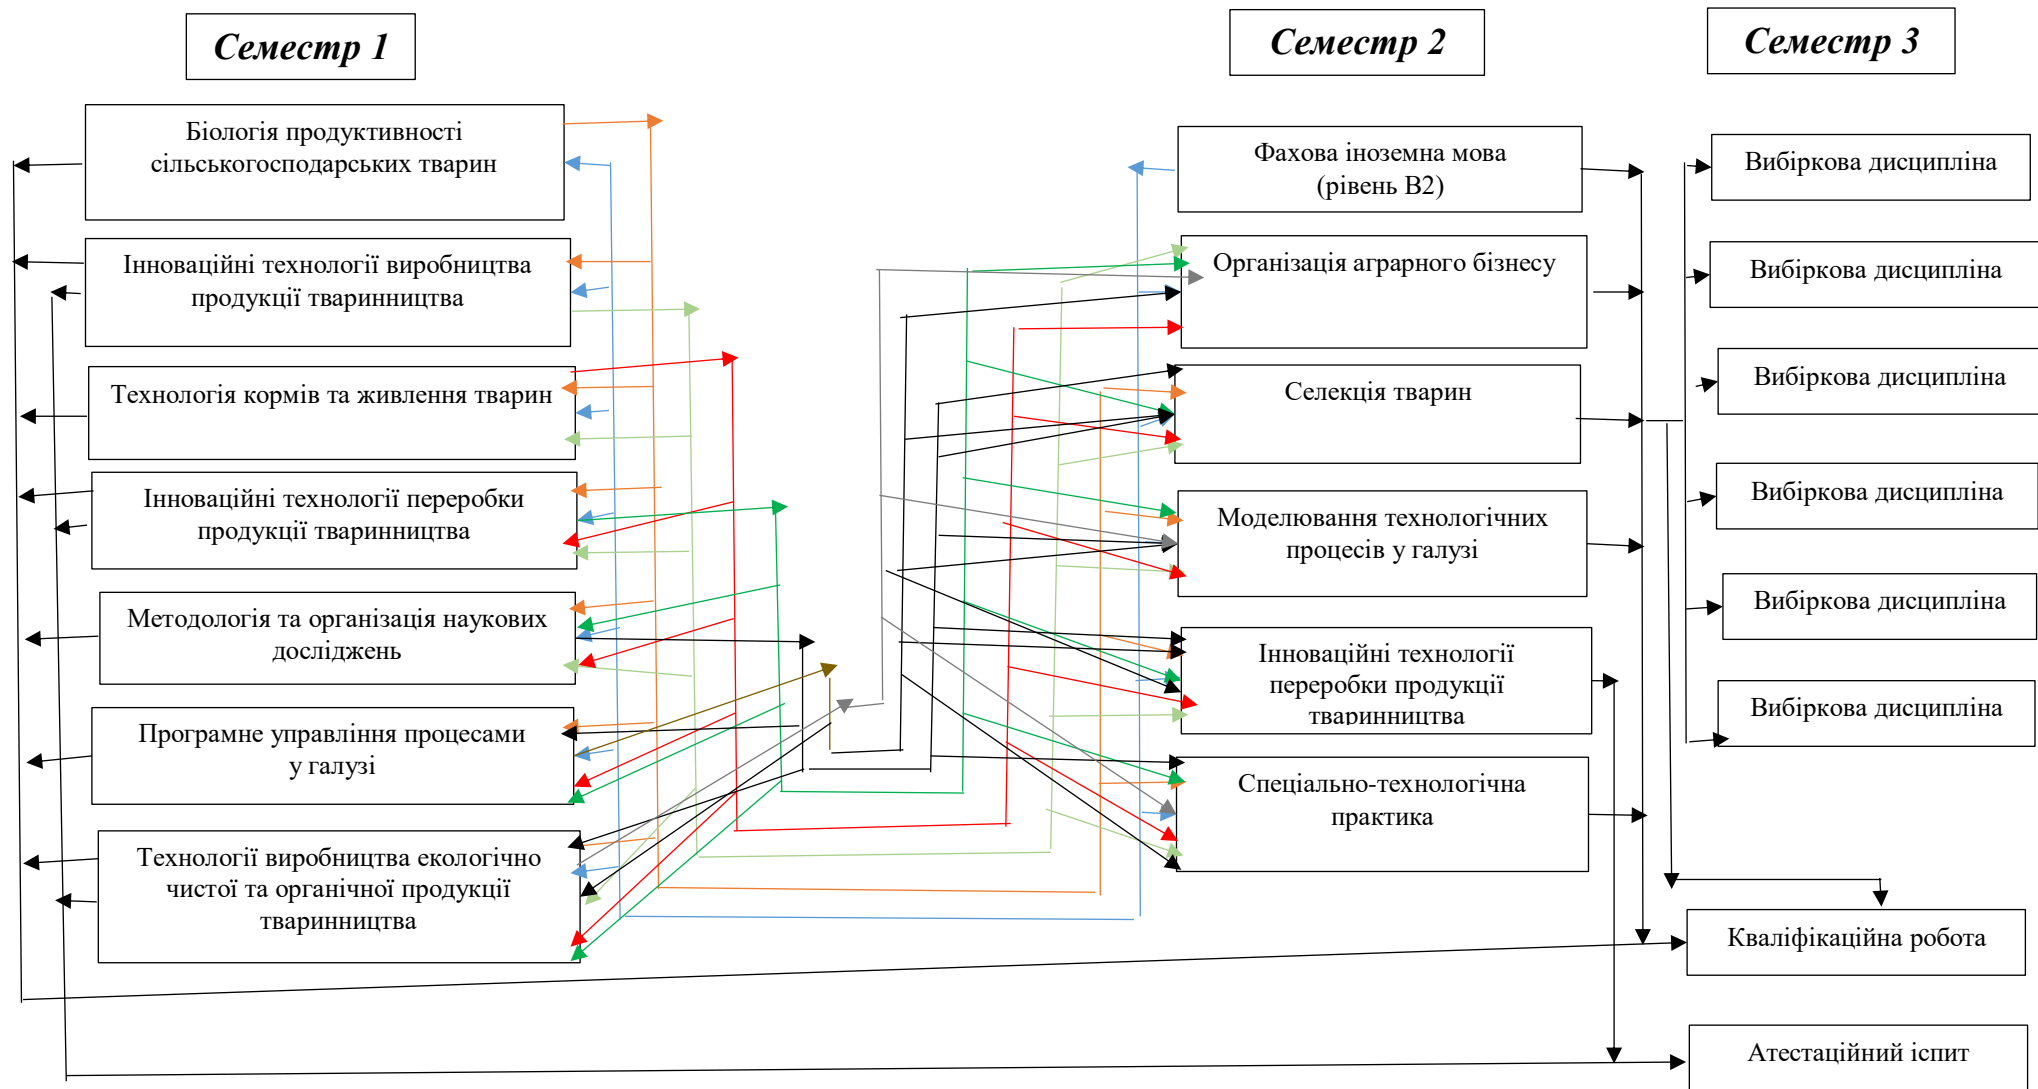 Семестр 1
Біологія продуктивності
сільськогосподарських тварин
Інноваційні технології виробництва
продукції тваринництва
Технологія кормів та живлення тварин
Інноваційні технології переробки
продукції тваринництва
Методологія та організація наукових
досліджень
Програмне управління процесами
у галузі
Технології виробництва екологічно
чистої та органічної продукції
тваринництва
Семестр 2
Фахова іноземна мова
(рівень В2)
Організація аграрного бізнесу
Селекція тварин
Моделювання технологічних
процесів у галузі
Інноваційні технології
переробки продукції
тваринництва
Спеціально-технологічна
практика
Семестр 3
Вибіркова дисципліна
Вибіркова дисципліна
Вибіркова дисципліна
Вибіркова дисципліна
Вибіркова дисципліна
Вибіркова дисципліна
Кваліфікаційна робота
Атестаційний іспит